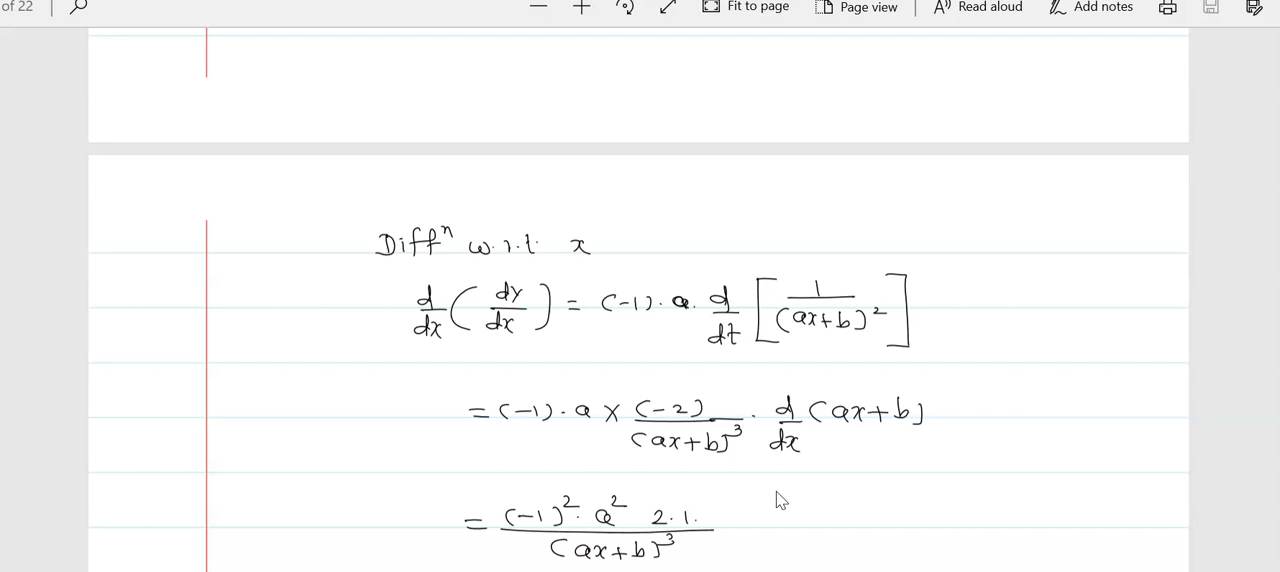 of 22 Fit to page Page view Read aloud Add notes
Diffⁿ w.r.t. x
d/dx (dy/dx) = (-1). a. d/dt [1/(ax+b)²]
= (-1). a × (-2)/(ax+b)³ . d/dx (ax+b)
= (-1)². a² 2.1./(ax+b)³